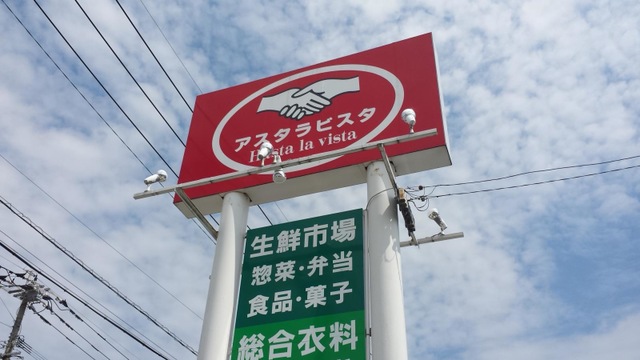 アスタラビスタ
Hasta la vista
生鮮市場
惣菜・弁当
食品・菓子
総合衣料